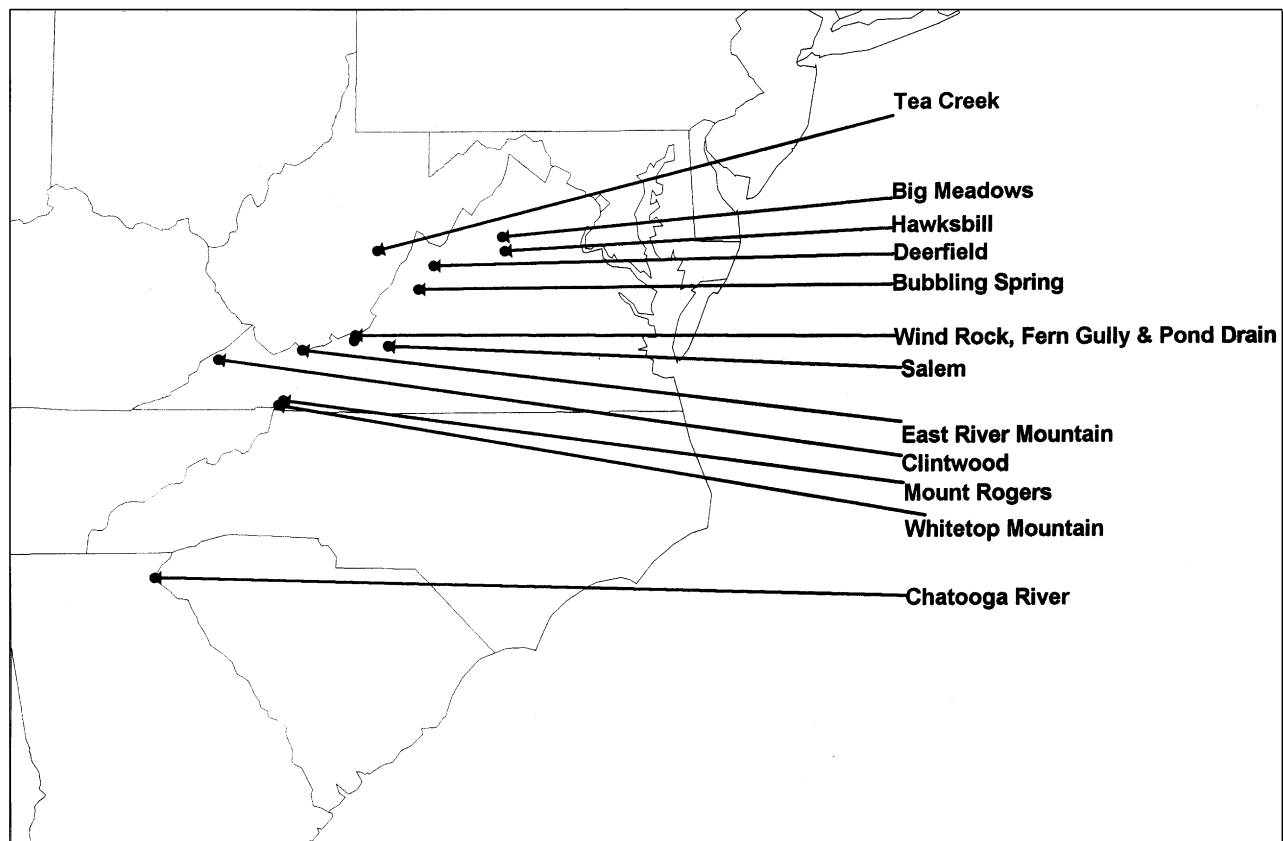 Tea Creek
Big Meadows
Hawksbill
Deerfield
Bubbling Spring
Wind Rock, Fern Gully & Pond Drain
Salem
East River Mountain
Clintwood
Mount Rogers
Whitetop Mountain
Chatooga River